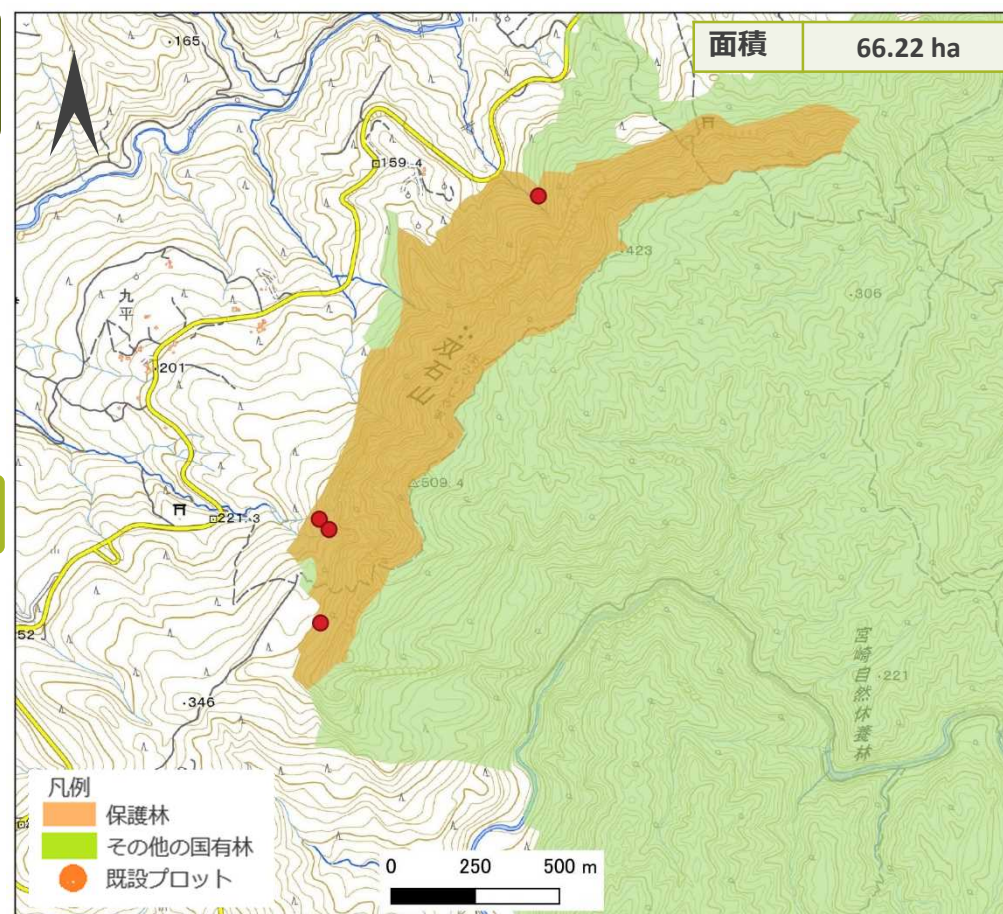 面積 66.22 ha
165
159.4
423
306
九平
双石山
201
509.4
221.3
宮崎自然休養林
221
52
346
凡例
保護林
その他の国有林
既設プロット
0 250 500 m